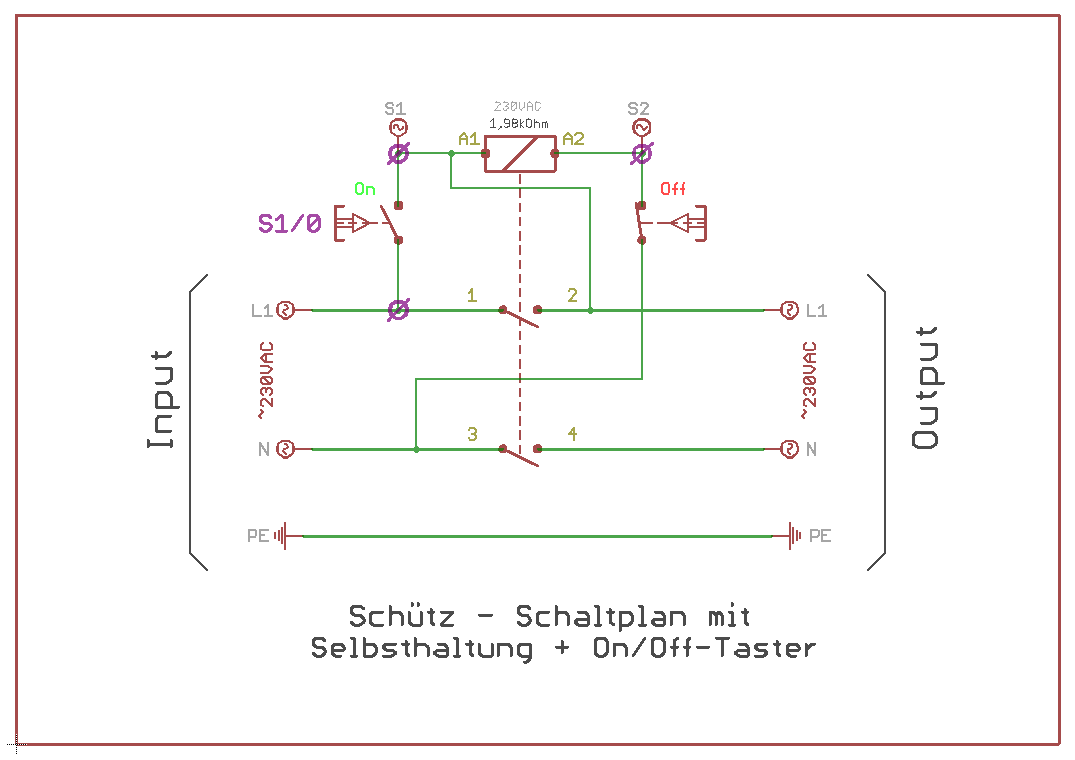 S1
230VAC
1,98kOhm
S2
A1
A2
On
Off
S1/0
1
2
L1
L1
~230VAC
~230VAC
Input
Output
3
4
N
N
PE
PE
Schütz - Schaltplan mit
Selbsthaltung + On/Off-Taster